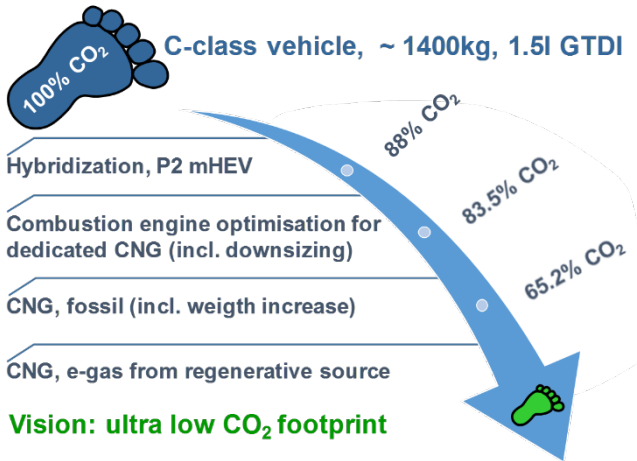 C-class vehicle, ~ 1400kg, 1.5l GTDI
100% CO₂
88% CO₂
Hybridization, P2 mHEV
83.5% CO₂
Combustion engine optimisation for
dedicated CNG (incl. downsizing)
65.2% CO₂
CNG, fossil (incl. weigth increase)
CNG, e-gas from regenerative source
Vision: ultra low CO₂ footprint